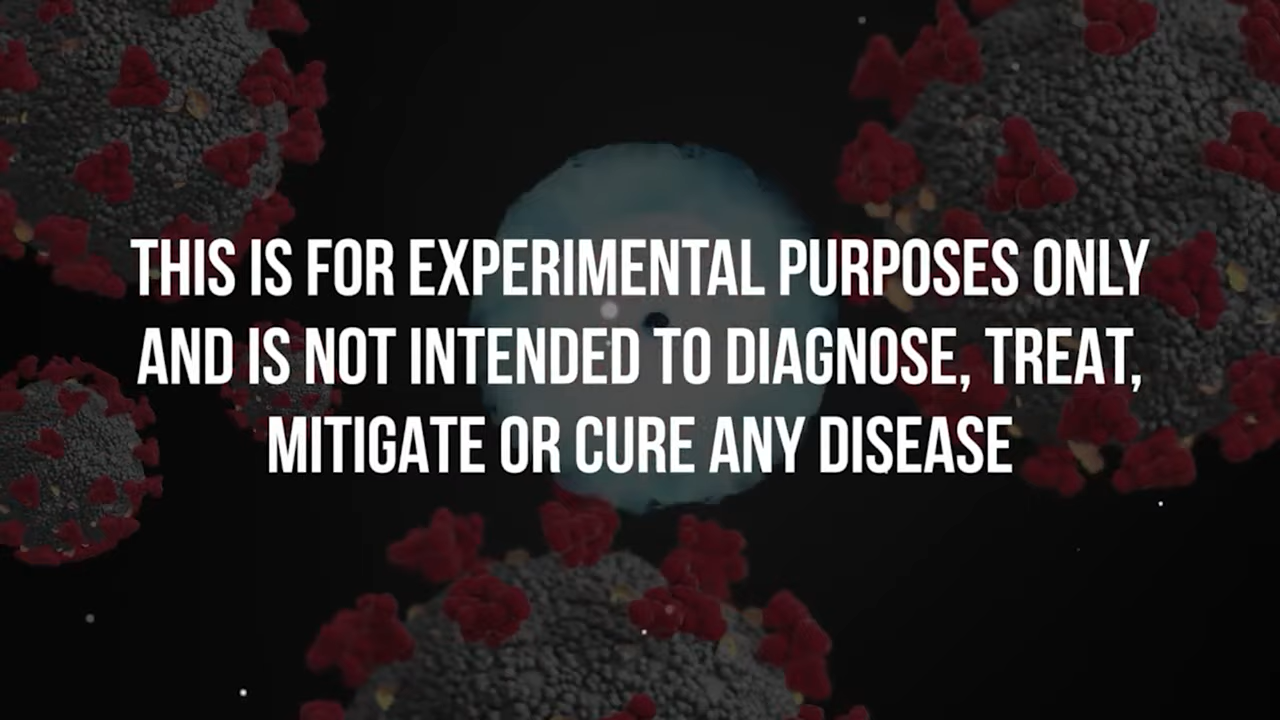 THIS IS FOR EXPERIMENTAL PURPOSES ONLY
AND IS NOT INTENDED TO DIAGNOSE, TREAT,
MITIGATE OR CURE ANY DISEASE